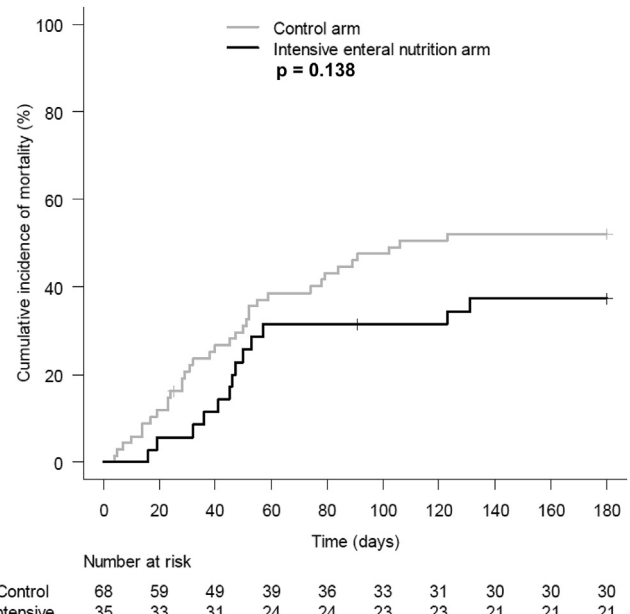 Control arm
Intensive enteral nutrition arm
p = 0.138
Cumulative incidence of mortality (%)
100
80
60
40
20
0
0 20 40 60 80 100 120 140 160 180
Time (days)
Number at risk
Control 68 59 49 39 36 33 31 30 30 30
35 33 31 24 24 23 23 21 21 21